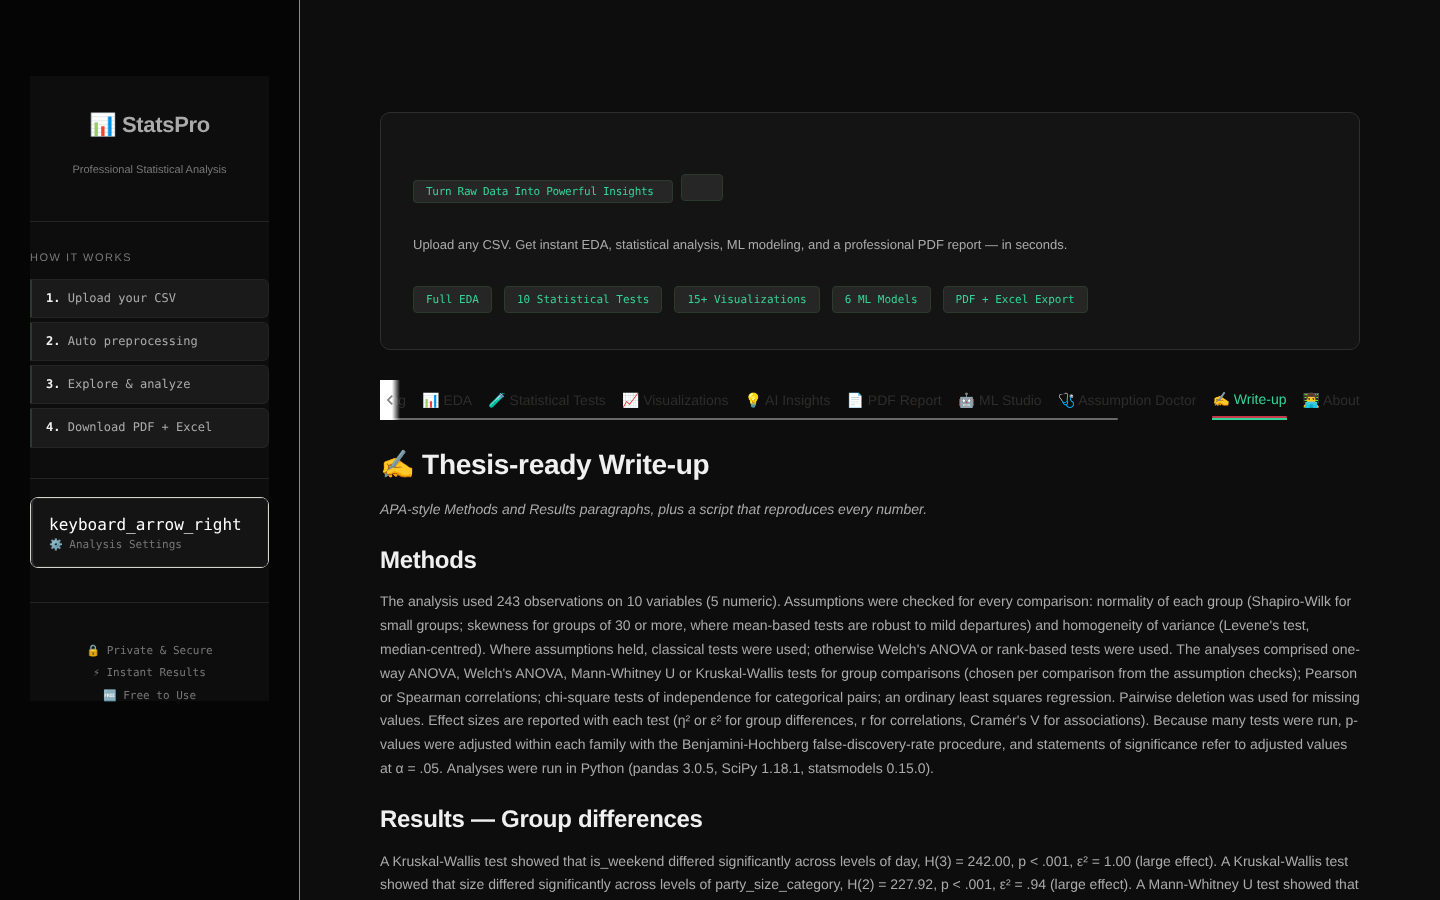 📊 StatsPro
Professional Statistical Analysis
HOW IT WORKS
1. Upload your CSV
2. Auto preprocessing
3. Explore & analyze
4. Download PDF + Excel
keyboard_arrow_right
⚙️ Analysis Settings
🔒 Private & Secure
⚡ Instant Results
🆓 Free to Use
Turn Raw Data Into Powerful Insights
Upload any CSV. Get instant EDA, statistical analysis, ML modeling, and a professional PDF report — in seconds.
Full EDA
10 Statistical Tests
15+ Visualizations
6 ML Models
PDF + Excel Export
📊 EDA
🧪 Statistical Tests
📈 Visualizations
💡 AI Insights
📄 PDF Report
🤖 ML Studio
🩺 Assumption Doctor
✍️ Write-up
👨‍💻 About
✍️ Thesis-ready Write-up
APA-style Methods and Results paragraphs, plus a script that reproduces every number.
Methods
The analysis used 243 observations on 10 variables (5 numeric). Assumptions were checked for every comparison: normality of each group (Shapiro-Wilk for
small groups; skewness for groups of 30 or more, where mean-based tests are robust to mild departures) and homogeneity of variance (Levene's test,
median-centred). Where assumptions held, classical tests were used; otherwise Welch's ANOVA or rank-based tests were used. The analyses comprised one-
way ANOVA, Welch's ANOVA, Mann-Whitney U or Kruskal-Wallis tests for group comparisons (chosen per comparison from the assumption checks); Pearson
or Spearman correlations; chi-square tests of independence for categorical pairs; an ordinary least squares regression. Pairwise deletion was used for missing
values. Effect sizes are reported with each test (η² or ε² for group differences, r for correlations, Cramér's V for associations). Because many tests were run, p-
values were adjusted within each family with the Benjamini-Hochberg false-discovery-rate procedure, and statements of significance refer to adjusted values
at α = .05. Analyses were run in Python (pandas 3.0.5, SciPy 1.18.1, statsmodels 0.15.0).
Results — Group differences
A Kruskal-Wallis test showed that is_weekend differed significantly across levels of day, H(3) = 242.00, p < .001, ε² = 1.00 (large effect). A Kruskal-Wallis test
showed that size differed significantly across levels of party_size_category, H(2) = 227.92, p < .001, ε² = .94 (large effect). A Mann-Whitney U test showed that